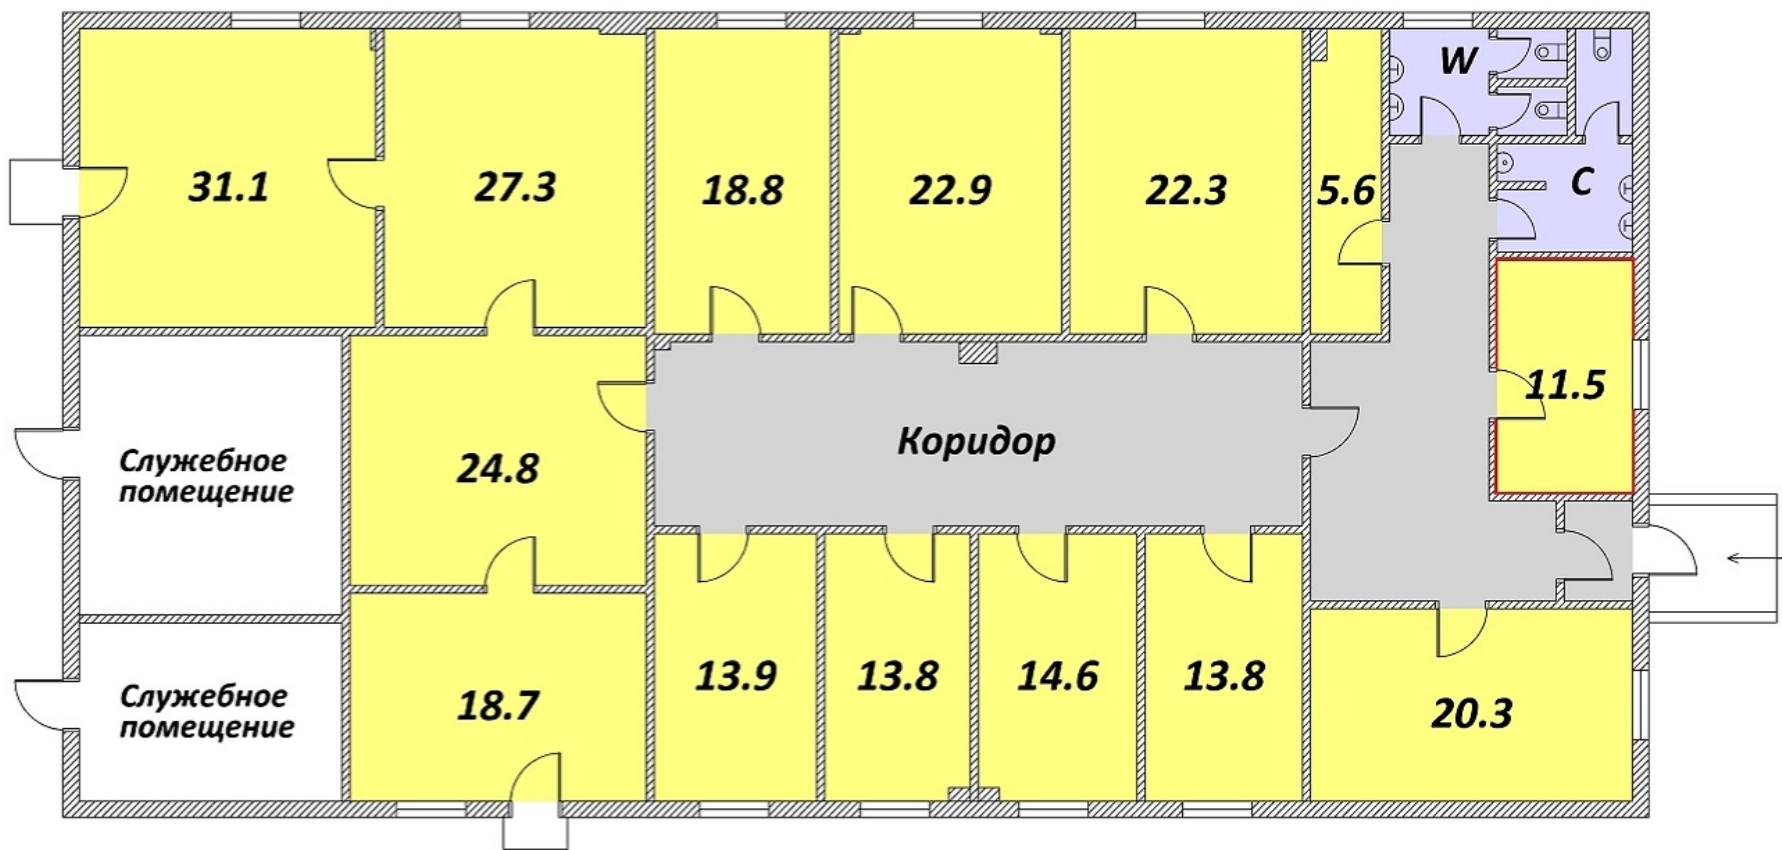 W
31.1
27.3
18.8
22.9
22.3
5.6
C
11.5
Коридор
Служебное
помещение
24.8
13.9
13.8
14.6
13.8
Служебное
помещение
18.7
20.3